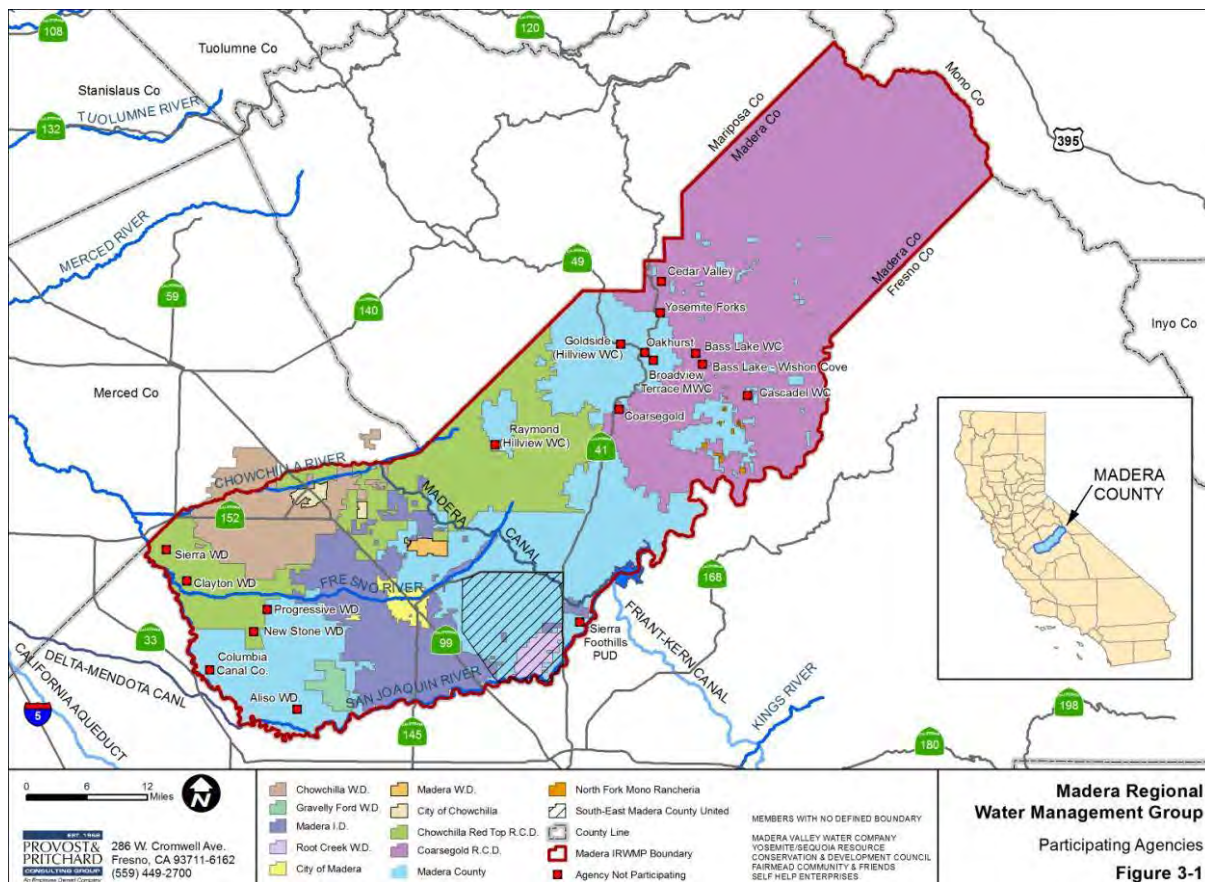 108
120
Tuolumne Co
Stanislaus Co
TUOLUMNE RIVER
132
Mono Co
Mariposa Co
Madera Co
395
MERCED RIVER
49
59
140
Cedar Valley
Madera Co
Fresno Co
Yosemite Forks
Inyo Co
Goldside
(Hillview WC)
Oakhurst
Bass Lake WC
Broadview
Terrace MWC
Bass Lake - Wishon Cove
Merced Co
Cascadel WC
Coarsegold
Raymond
(Hillview WC)
41
CHOWCHILLA RIVER
MADERA
CANAL
MADERA
COUNTY
152
Sierra WD
Clayton WD
FRESNO RIVER
168
Progressive WD
New Stone WD
Sierra
Foothills
PUD
33
99
FRIANT-KERN CANAL
Columbia
Canal Co.
DELTA-MENDOTA CANL
CALIFORNIA AQUEDUCT
SAN JOAQUIN RIVER
Aliso WD
KINGS RIVER
5
145
198
180
0 6 12
Miles
N
EST. 1968
PROVOST&
PRITCHARD
CONSULTING GROUP
An Employee Owned Company
286 W. Cromwell Ave.
Fresno, CA 93711-6162
(559) 449-2700
Chowchilla W.D.
Gravelly Ford W.D.
Madera I.D.
Root Creek W.D.
City of Madera
Madera W.D.
City of Chowchilla
Chowchilla Red Top R.C.D.
Coarsegold R.C.D.
Madera County
North Fork Mono Rancheria
South-East Madera County United
County Line
Madera IRWMP Boundary
Agency Not Participating
MEMBERS WITH NO DEFINED BOUNDARY
MADERA VALLEY WATER COMPANY
YOSEMITE/SEQUOIA RESOURCE
CONSERVATION & DEVELOPMENT COUNCIL
FAIRMEAD COMMUNITY & FRIENDS
SELF HELP ENTERPRISES
Madera Regional
Water Management Group
Participating Agencies
Figure 3-1